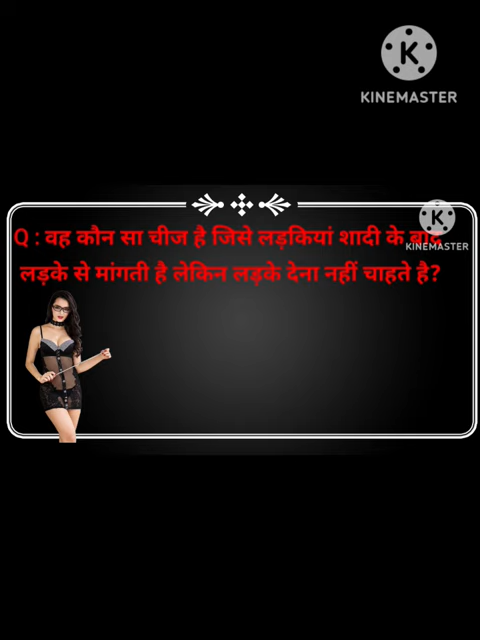 KINEMASTER
Q : वह कौन सा चीज है जिसे लड़कियां शादी के बाद
KINEMASTER
लड़के से मांगती है लेकिन लड़के देना नहीं चाहते है?